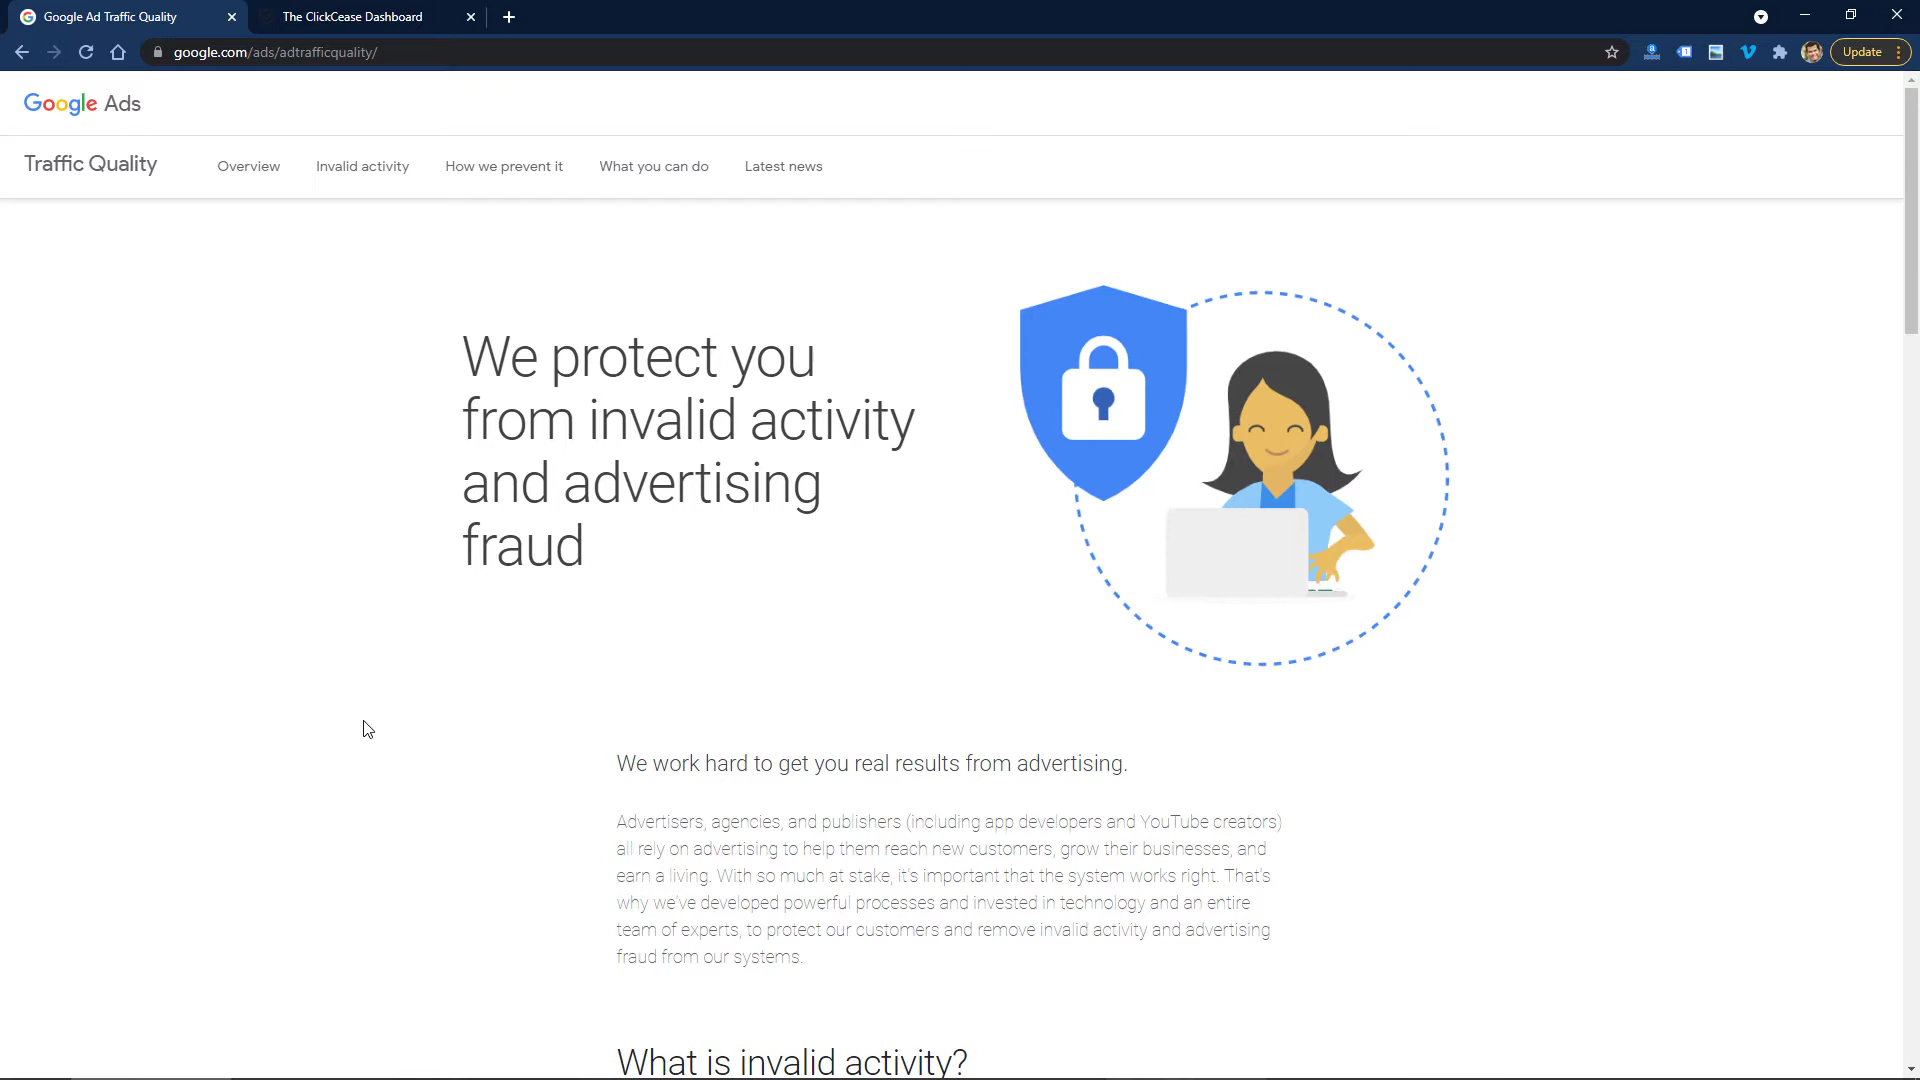 Google Ad Traffic Quality
The ClickCease Dashboard
google.com/ads/adtrafficquality/
Update
Google Ads
Traffic Quality
Overview
Invalid activity
How we prevent it
What you can do
Latest news
We protect you
from invalid activity
and advertising
fraud
We work hard to get you real results from advertising.
Advertisers, agencies, and publishers (including app developers and YouTube creators)
all rely on advertising to help them reach new customers, grow their businesses, and
earn a living. With so much at stake, it's important that the system works right. That's
why we've developed powerful processes and invested in technology and an entire
team of experts, to protect our customers and remove invalid activity and advertising
fraud from our systems.
What is invalid activity?